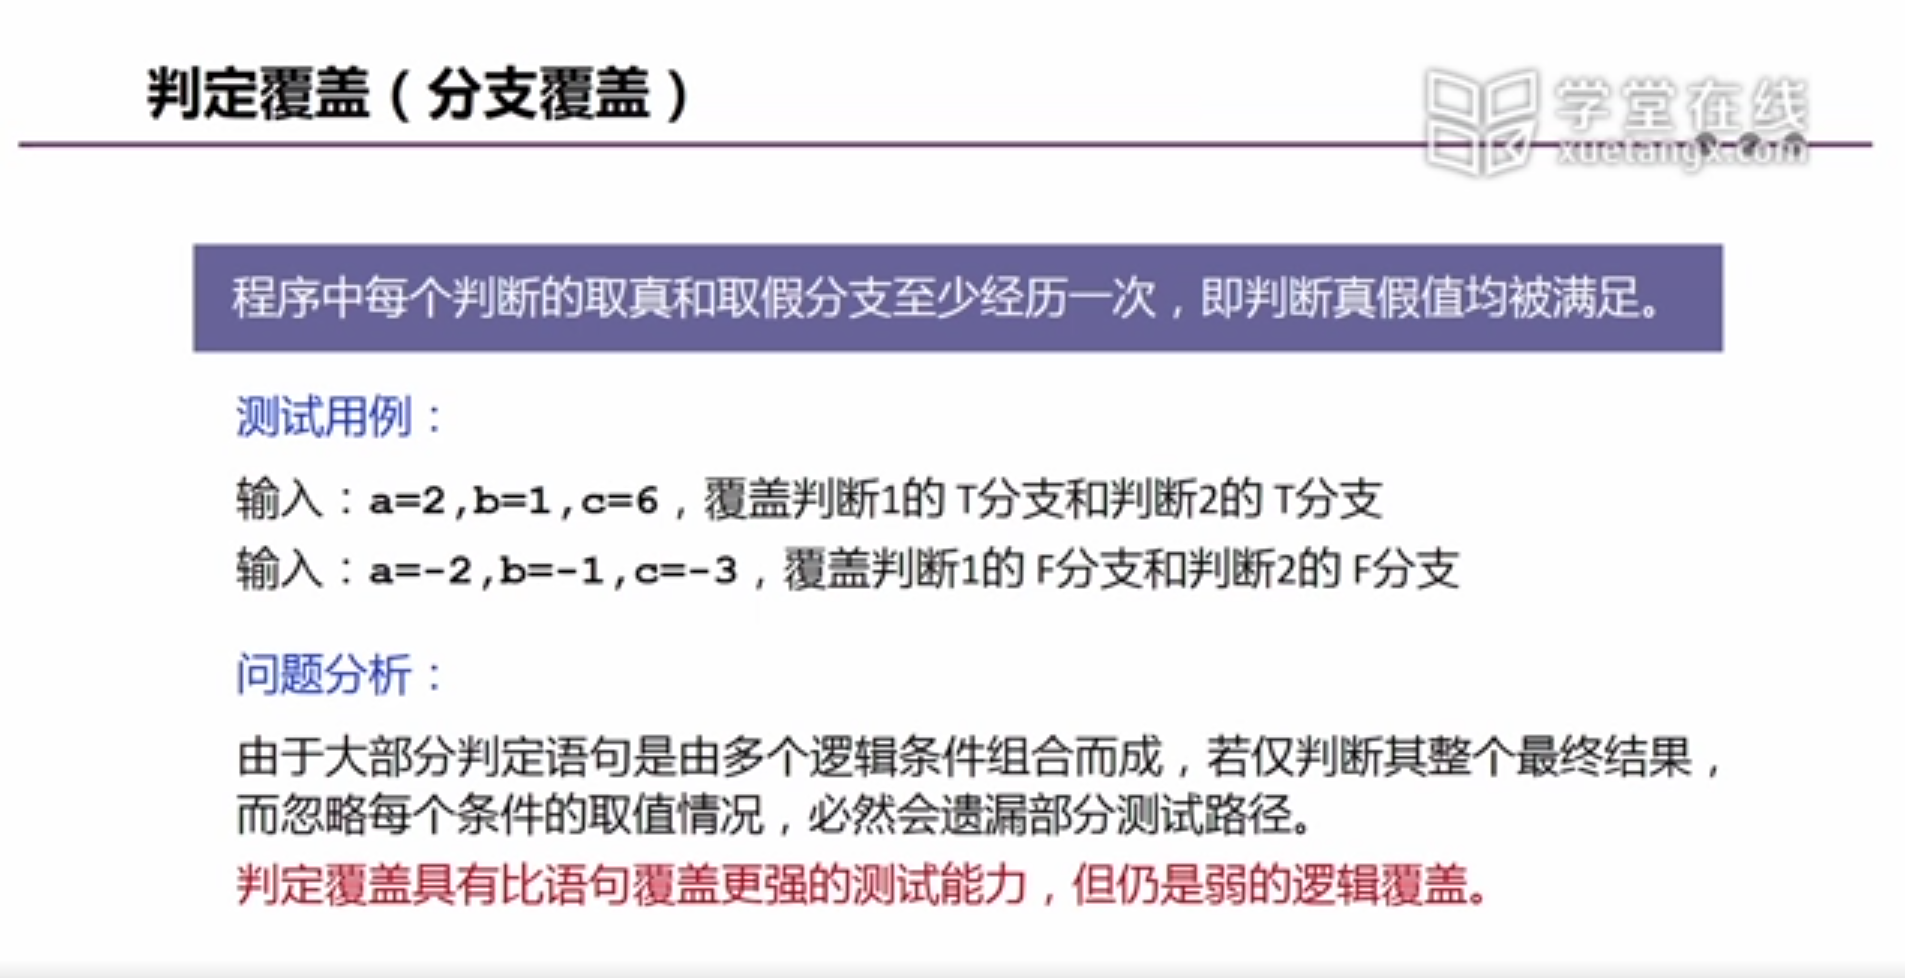 判定覆盖（分支覆盖）
学堂在线
xuetangx.com
程序中每个判断的取真和取假分支至少经历一次，即判断真假值均被满足。
测试用例：
输入：a=2,b=1,c=6，覆盖判断1的 T分支和判断2的 T分支
输入：a=-2,b=-1,c=-3，覆盖判断1的 F分支和判断2的 F分支
问题分析：
由于大部分判定语句是由多个逻辑条件组合而成，若仅判断其整个最终结果，
而忽略每个条件的取值情况，必然会遗漏部分测试路径。
判定覆盖具有比语句覆盖更强的测试能力，但仍是弱的逻辑覆盖。